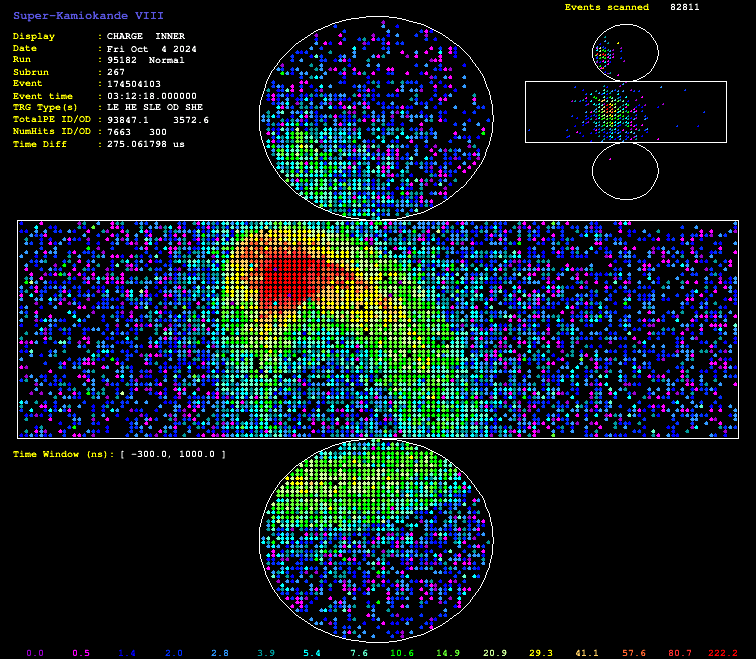 Super-Kamiokande VIII
Events scanned 82811
Display : CHARGE INNER
Date : Fri Oct 4 2024
Run : 95182 Normal
Subrun : 267
Event : 174504103
Event time : 03:12:18.000000
TRG Type(s) : LE HE SLE OD SHE
TotalPE ID/OD : 93847.1 3572.6
NumHits ID/OD : 7663 300
Time Diff : 275.061798 us
Time Window (ns): [ -300.0, 1000.0 ]
0.0 0.5 1.4 2.0 2.8 3.9 5.4 7.6 10.6 14.9 20.9 29.3 41.1 57.6 80.7 222.2